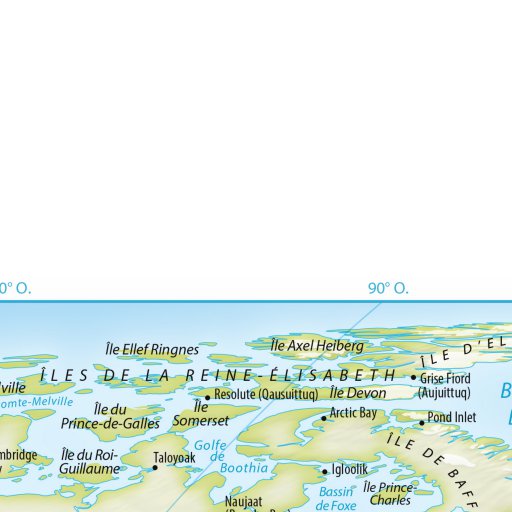 0° O.
90° O.
Île Ellef Ringnes
Île Axel Heiberg
ÎLE D'EL
ÎLES DE LA REINE-ÉLISABETH
Grise Fiord
(Aujuittuq)
lville
omte-Melville
Resolute (Qausuittuq)
Île Devon
B
Île du
Prince-de-Galles
Île
Somerset
Arctic Bay
Pond Inlet
mbridge
Île du Roi-
Guillaume
Taloyoak
Golfe
de
Boothia
Igloolik
ÎLE DE BAFF
Naujaat
Bassin
de Foxe
Île Prince-
Charles